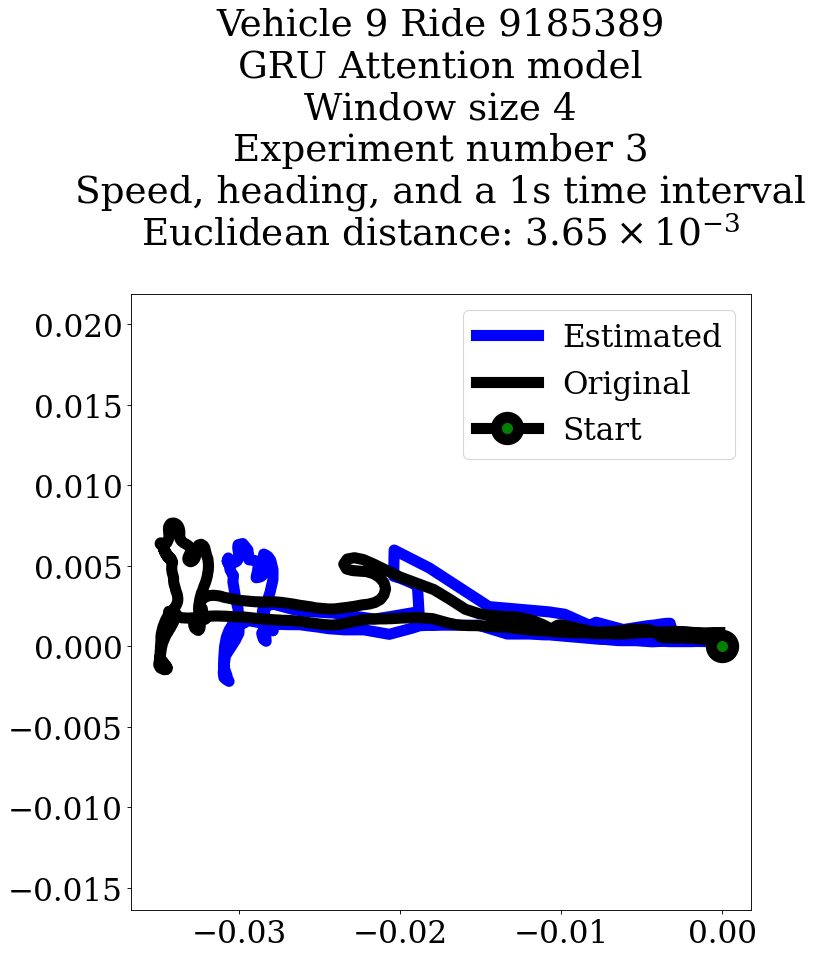 Vehicle 9 Ride 9185389
GRU Attention model
Window size 4
Experiment number 3
Speed, heading, and a 1s time interval
Euclidean distance: 3.65 × 10⁻³
Estimated
Original
Start
0.020
0.015
0.010
0.005
0.000
−0.005
−0.010
−0.015
−0.03 −0.02 −0.01 0.00